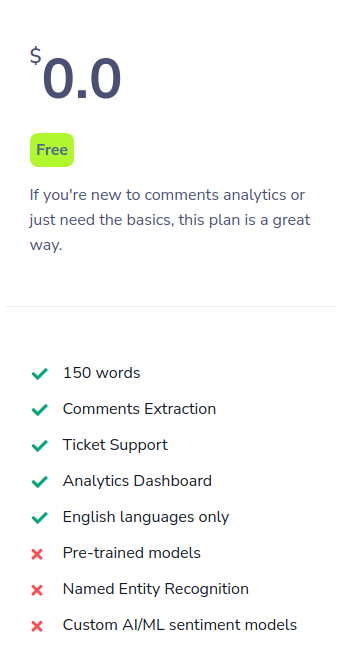 $0.0
Free
If you're new to comments analytics or
just need the basics, this plan is a great
way.
150 words
Comments Extraction
Ticket Support
Analytics Dashboard
English languages only
Pre-trained models
Named Entity Recognition
Custom AI/ML sentiment models